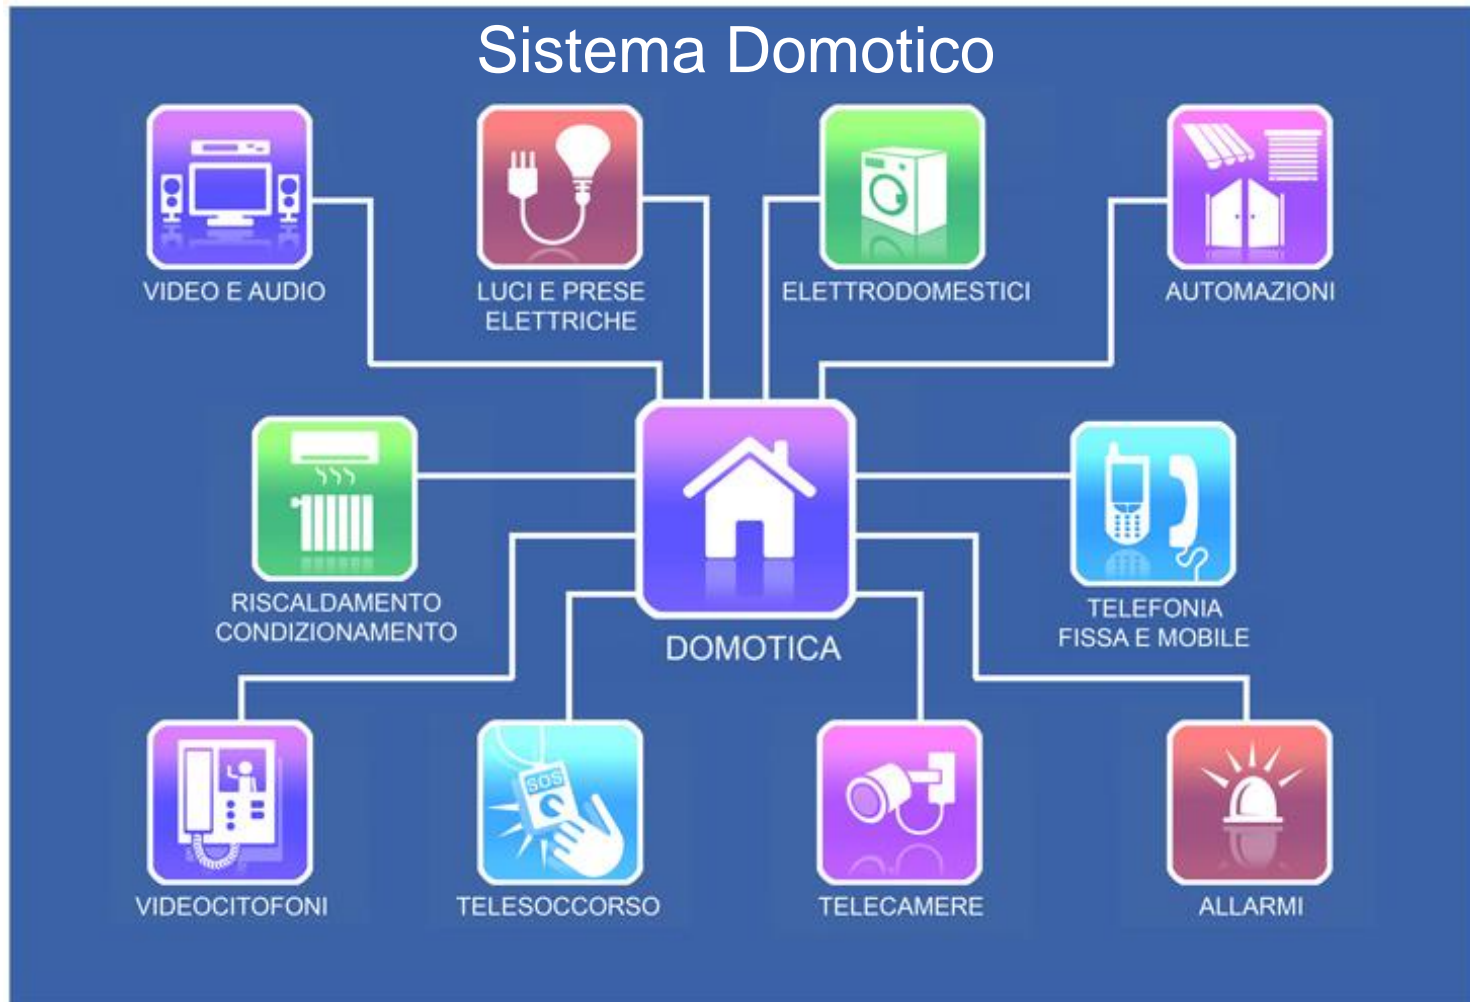 Sistema Domotico
VIDEO E AUDIO
LUCI E PRESE
ELETTRICHE
ELETTRODOMESTICI
AUTOMAZIONI
RISCALDAMENTO
CONDIZIONAMENTO
DOMOTICA
TELEFONIA
FISSA E MOBILE
VIDEOCITOFONI
SOS
TELESOCCORSO
TELECAMERE
ALLARMI